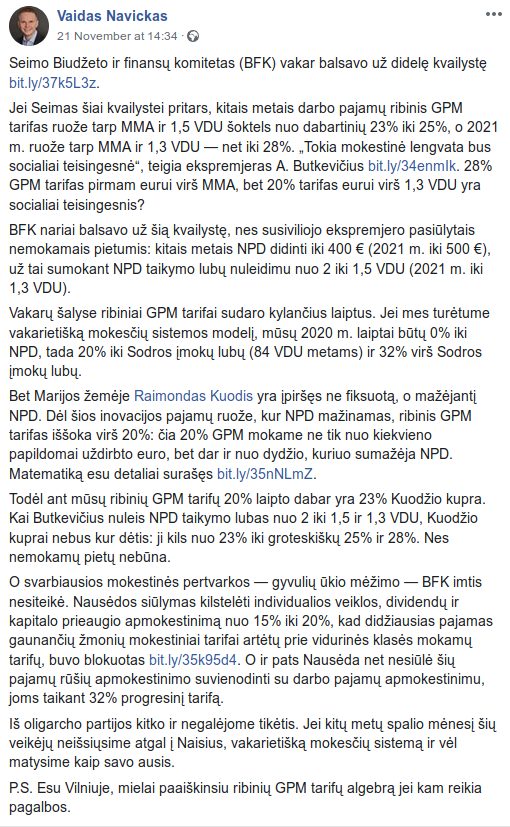 Vaidas Navickas
21 November at 14:34 ·
Seimo Biudžeto ir finansų komitetas (BFK) vakar balsavo už didelę kvailystę
bit.ly/37k5L3z.
Jei Seimas šiai kvailystei pritars, kitais metais darbo pajamų ribinis GPM
tarifas ruože tarp MMA ir 1,5 VDU šoktels nuo dabartinių 23% iki 25%, o 2021
m. ruože tarp MMA ir 1,3 VDU — net iki 28%. „Tokia mokestinė lengvata bus
socialiai teisingesnė“, teigia ekspremjeras A. Butkevičius bit.ly/34enmIk. 28%
GPM tarifas pirmam eurui virš MMA, bet 20% tarifas eurui virš 1,3 VDU yra
socialiai teisingesnis?
BFK nariai balsavo už šią kvailystę, nes susiviliojo ekspremjero pasiūlytais
nemokamais pietumis: kitais metais NPD didinti iki 400 € (2021 m. iki 500 €),
už tai sumokant NPD taikymo lubų nuleidimu nuo 2 iki 1,5 VDU (2021 m. iki
1,3 VDU).
Vakarų šalyse ribiniai GPM tarifai sudaro kylančius laiptus. Jei mes turėtume
vakarietišką mokesčių sistemos modelį, mūsų 2020 m. laiptai būtų 0% iki
NPD, tada 20% iki Sodros įmokų lubų (84 VDU metams) ir 32% virš Sodros
įmokų lubų.
Bet Marijos žemėje Raimondas Kuodis yra įpiršęs ne fiksuotą, o mažėjantį
NPD. Dėl šios inovacijos pajamų ruože, kur NPD mažinamas, ribinis GPM
tarifas iššoka virš 20%: čia 20% GPM mokame ne tik nuo kiekvieno
papildomai uždirbto euro, bet dar ir nuo dydžio, kuriuo sumažėja NPD.
Matematiką esu detaliai surašęs bit.ly/35nNLmZ.
Todėl ant mūsų ribinių GPM tarifų 20% laipto dabar yra 23% Kuodžio kupra.
Kai Butkevičius nuleis NPD taikymo lubas nuo 2 iki 1,5 ir 1,3 VDU, Kuodžio
kuprai nebus kur dėtis: ji kils nuo 23% iki groteskiškų 25% ir 28%. Nes
nemokamų pietų nebūna.
O svarbiausios mokestinės pertvarkos — gyvulių ūkio mėžimo — BFK imtis
nesiteikė. Nausėdos siūlymas kilstelėti individualios veiklos, dividendų ir
kapitalo prieaugio apmokestinimą nuo 15% iki 20%, kad didžiausias pajamas
gaunančių žmonių mokestiniai tarifai artėtų prie vidurinės klasės mokamų
tarifų, buvo blokuotas bit.ly/35k95d4. O ir pats Nausėda net nesiūlė šių
pajamų rūšių apmokestinimo suvienodinti su darbo pajamų apmokestinimu,
joms taikant 32% progresinį tarifą.
Iš oligarcho partijos kitko ir negalėjome tikėtis. Jei kitų metų spalio mėnesį šių
veikėjų neišsiųsime atgal į Naisius, vakarietišką mokesčių sistemą ir vėl
matysime kaip savo ausis.
P.S. Esu Vilniuje, mielai paaiškinsiu ribinių GPM tarifų algebrą jei kam reikia
pagalbos.